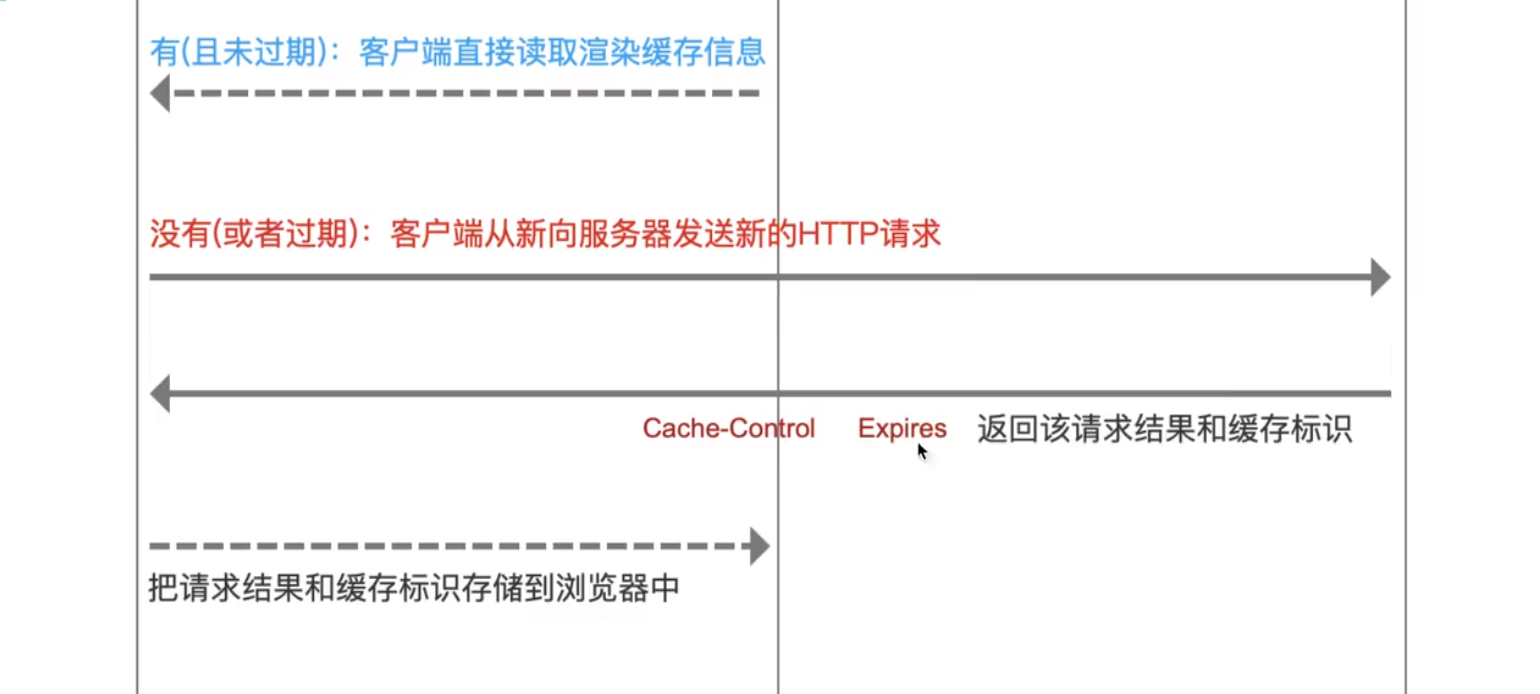 有(且未过期)：客户端直接读取渲染缓存信息
没有(或者过期)：客户端从新向服务器发送新的HTTP请求
Cache-Control Expires 返回该请求结果和缓存标识
把请求结果和缓存标识存储到浏览器中